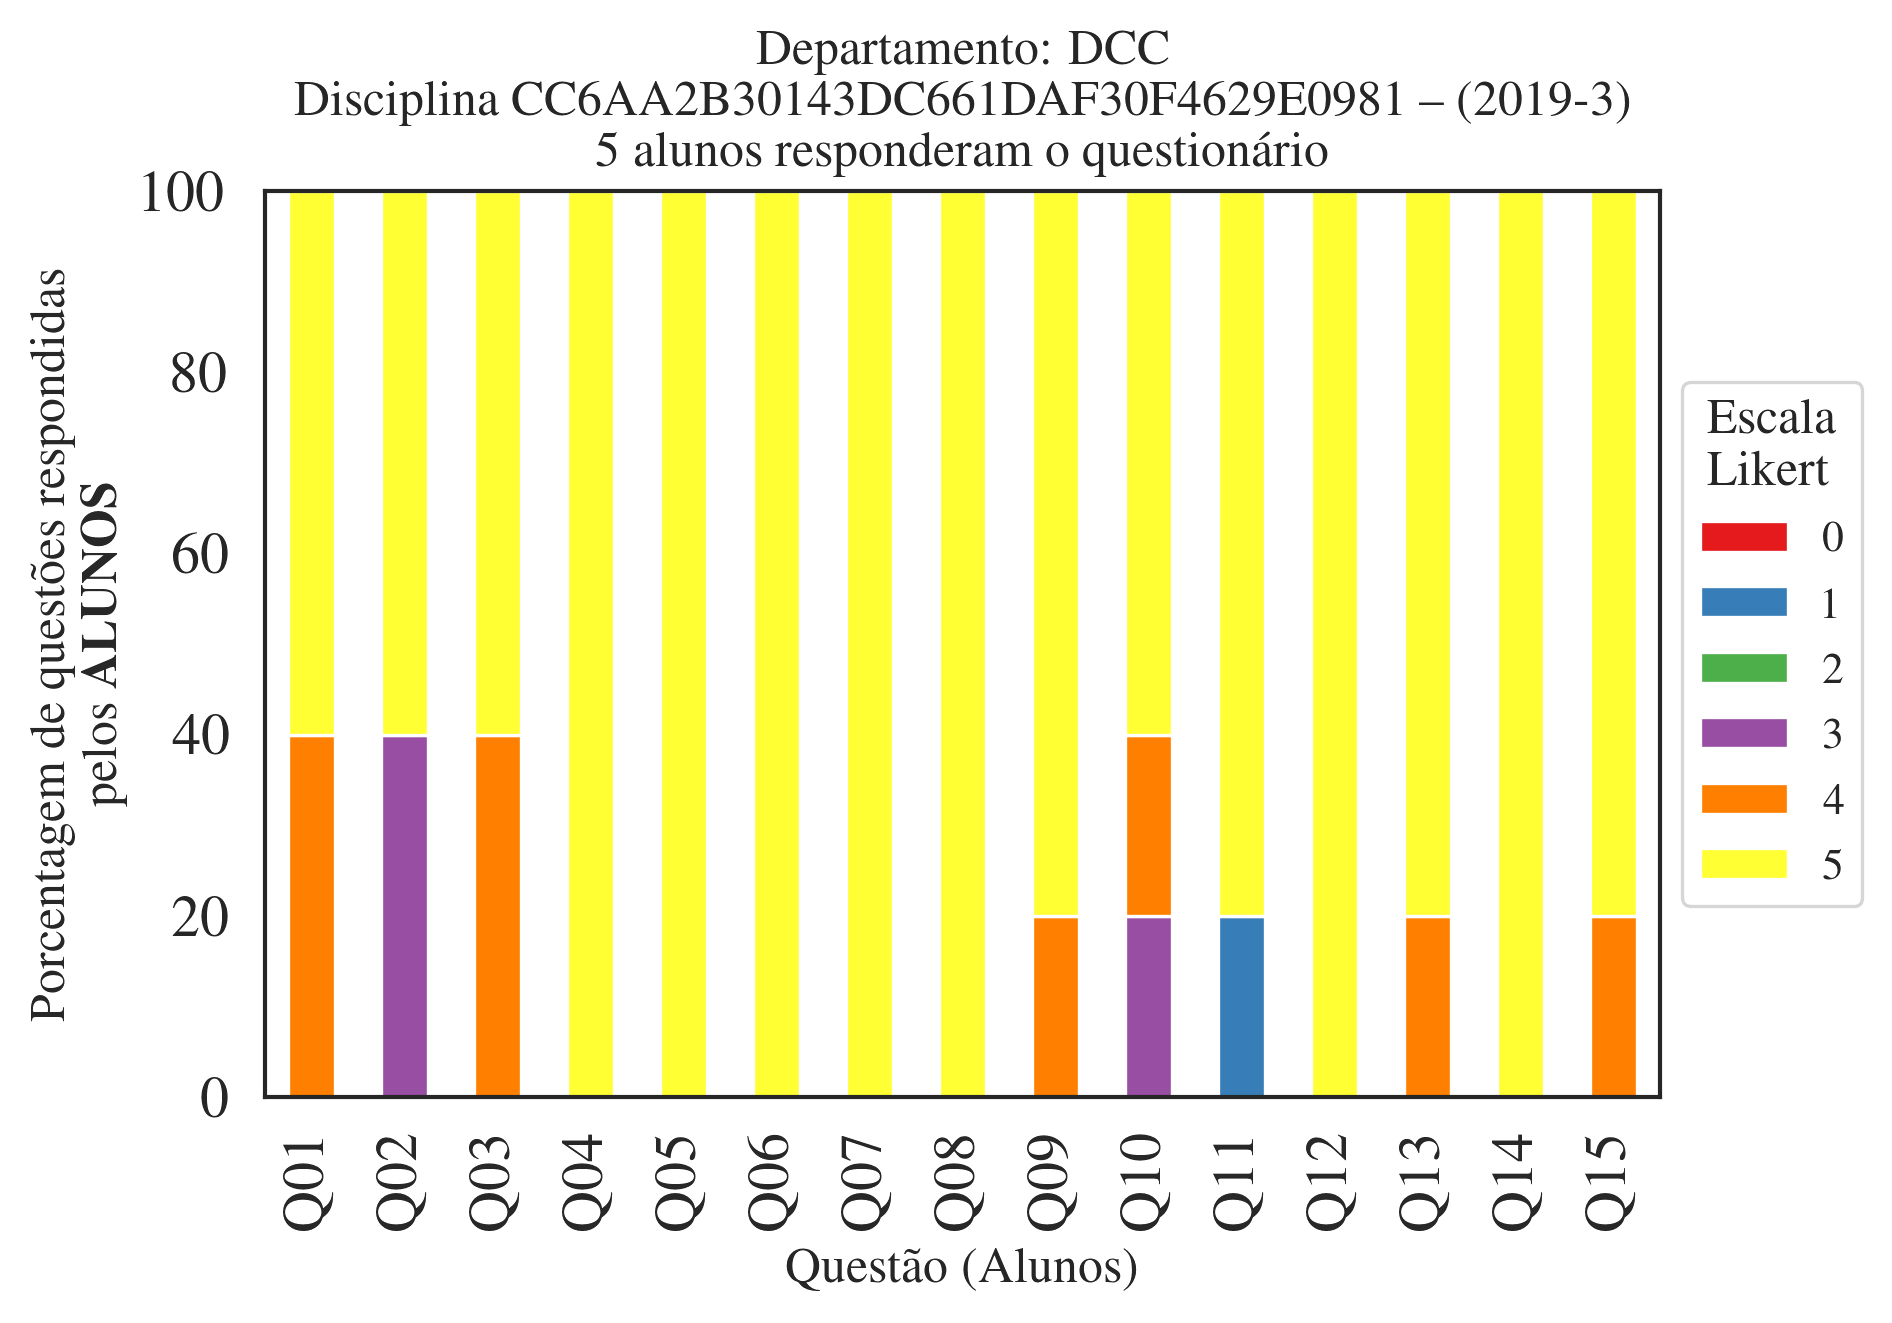 Departamento: DCC
Disciplina CC6AA2B30143DC661DAF30F4629E0981 – (2019-3)
5 alunos responderam o questionário
Porcentagem de questões respondidas
pelos ALUNOS
100
80
60
40
20
0
Q01
Q02
Q03
Q04
Q05
Q06
Q07
Q08
Q09
Q10
Q11
Q12
Q13
Q14
Q15
Questão (Alunos)
Escala
Likert
0
1
2
3
4
5